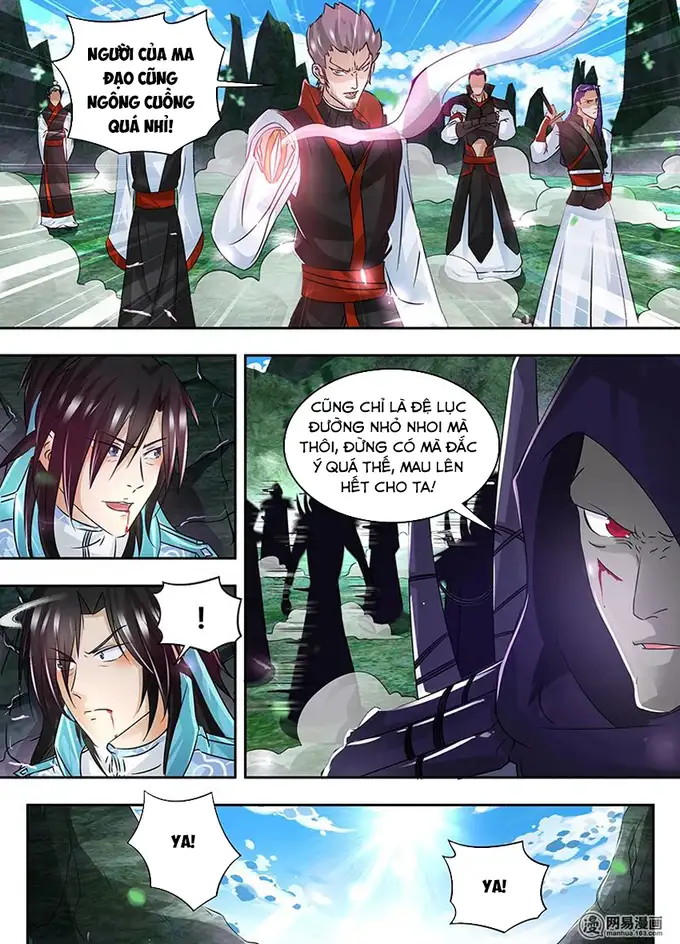 NGƯỜI CỦA MA
ĐẠO CŨNG
NGÔNG CUỒNG
QUÁ NHỈ!
CŨNG CHỈ LÀ ĐỆ LỤC
ĐƯỜNG NHỎ NHOI MÀ
THÔI, ĐỪNG CÓ MÀ ĐẮC
Ý QUÁ THẾ, MAU LÊN
HẾT CHO TA!
!
YA!
YA!
网易漫画
manhua.163.com